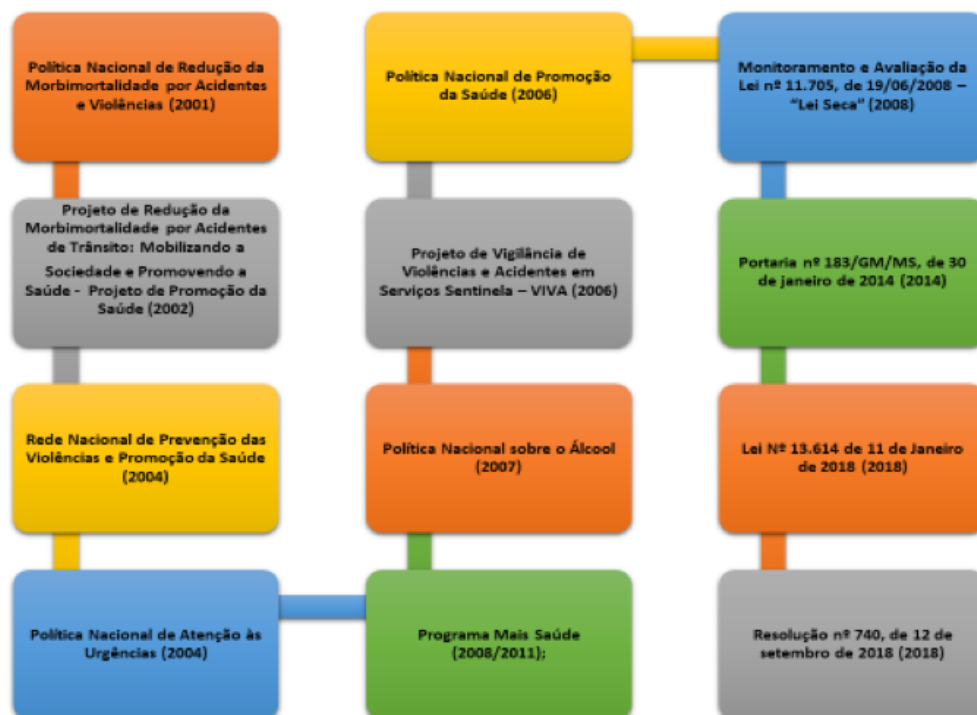 Política Nacional de Redução da
Morbimortalidade por Acidentes
e Violências (2001)
Projeto de Redução da
Morbimortalidade por Acidentes
de Trânsito: Mobilizando a
Sociedade e Promovendo a
Saúde - Projeto de Promoção da
Saúde (2002)
Rede Nacional de Prevenção das
Violências e Promoção da Saúde
(2004)
Política Nacional de Atenção às
Urgências (2004)
Programa Mais Saúde
(2008/2011);
Política Nacional sobre o Álcool
(2007)
Projeto de Vigilância de
Violências e Acidentes em
Serviços Sentinela – VIVA (2006)
Política Nacional de Promoção
da Saúde (2006)
Monitoramento e Avaliação da
Lei nº 11.705, de 19/06/2008 –
“Lei Seca” (2008)
Portaria nº 183/GM/MS, de 30
de janeiro de 2014 (2014)
Lei Nº 13.614 de 11 de Janeiro
de 2018 (2018)
Resolução nº 740, de 12 de
setembro de 2018 (2018)